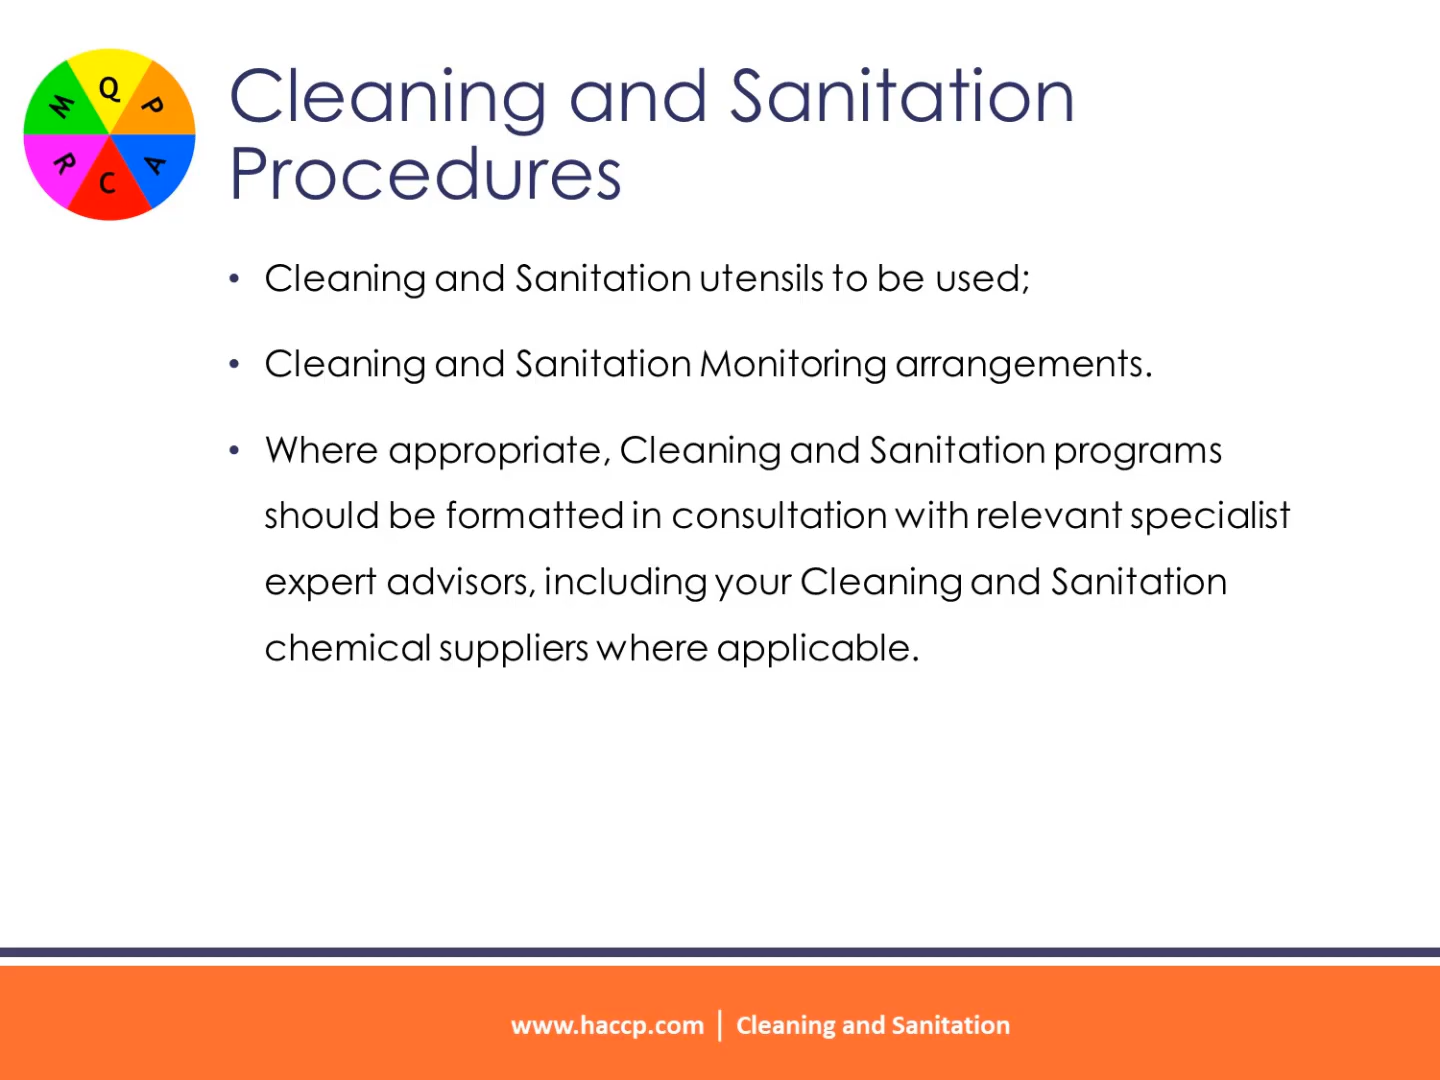 Q
P
A
C
R
M
Cleaning and Sanitation
Procedures
• Cleaning and Sanitation utensils to be used;
• Cleaning and Sanitation Monitoring arrangements.
• Where appropriate, Cleaning and Sanitation programs
should be formatted in consultation with relevant specialist
expert advisors, including your Cleaning and Sanitation
chemical suppliers where applicable.
www.haccp.com | Cleaning and Sanitation